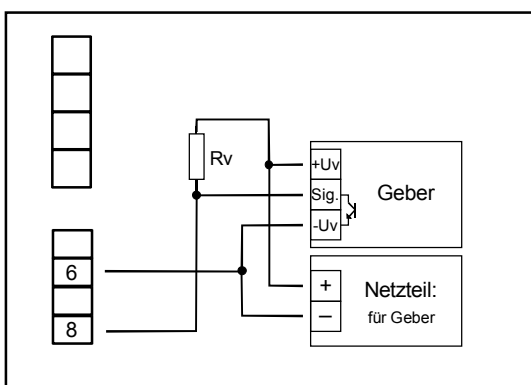 Rv
+Uv
Sig.
-Uv
Geber
6
8
+
–
Netzteil:
für Geber